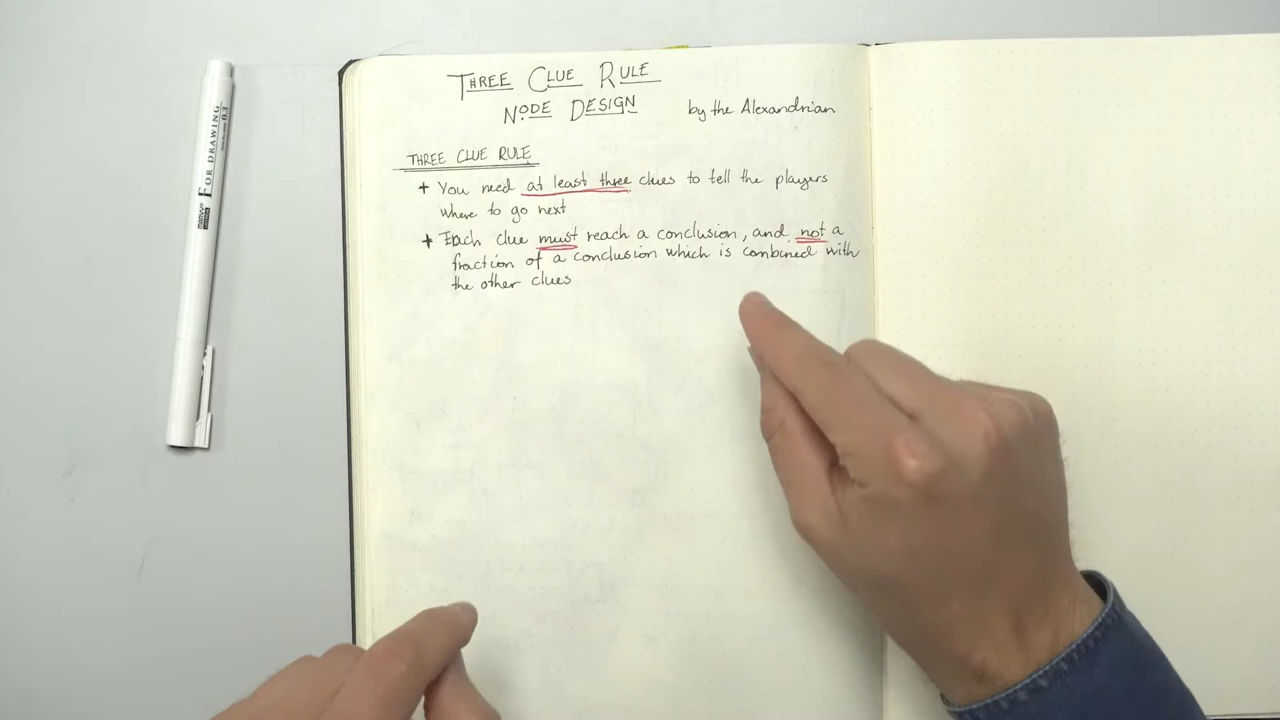 THREE CLUE RULE
NODE DESIGN
by the Alexandrian
THREE CLUE RULE
+ You need at least three clues to tell the players
where to go next
+ Each clue must reach a conclusion, and not a
fraction of a conclusion which is combined with
the other clues
FOR DRAWING 0.3